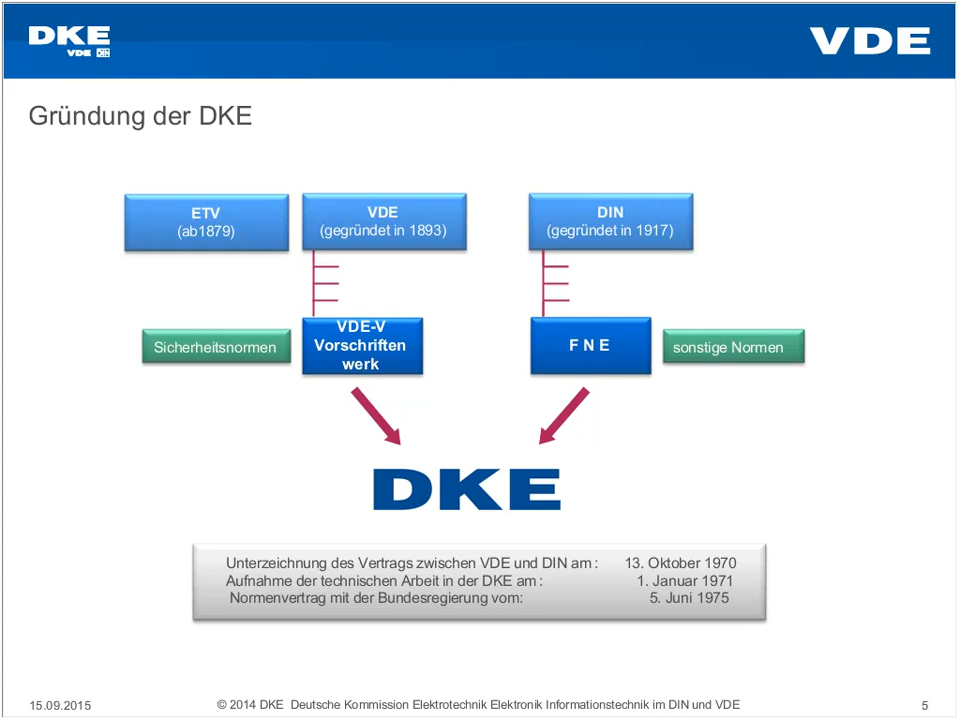 DKE
VDE DIN
VDE
Gründung der DKE
ETV
(ab1879)
VDE
(gegründet in 1893)
DIN
(gegründet in 1917)
Sicherheitsnormen
VDE-V
Vorschriften
werk
F N E
sonstige Normen
DKE
Unterzeichnung des Vertrags zwischen VDE und DIN am : 13. Oktober 1970
Aufnahme der technischen Arbeit in der DKE am : 1. Januar 1971
Normenvertrag mit der Bundesregierung vom: 5. Juni 1975
15.09.2015
© 2014 DKE Deutsche Kommission Elektrotechnik Elektronik Informationstechnik im DIN und VDE
5